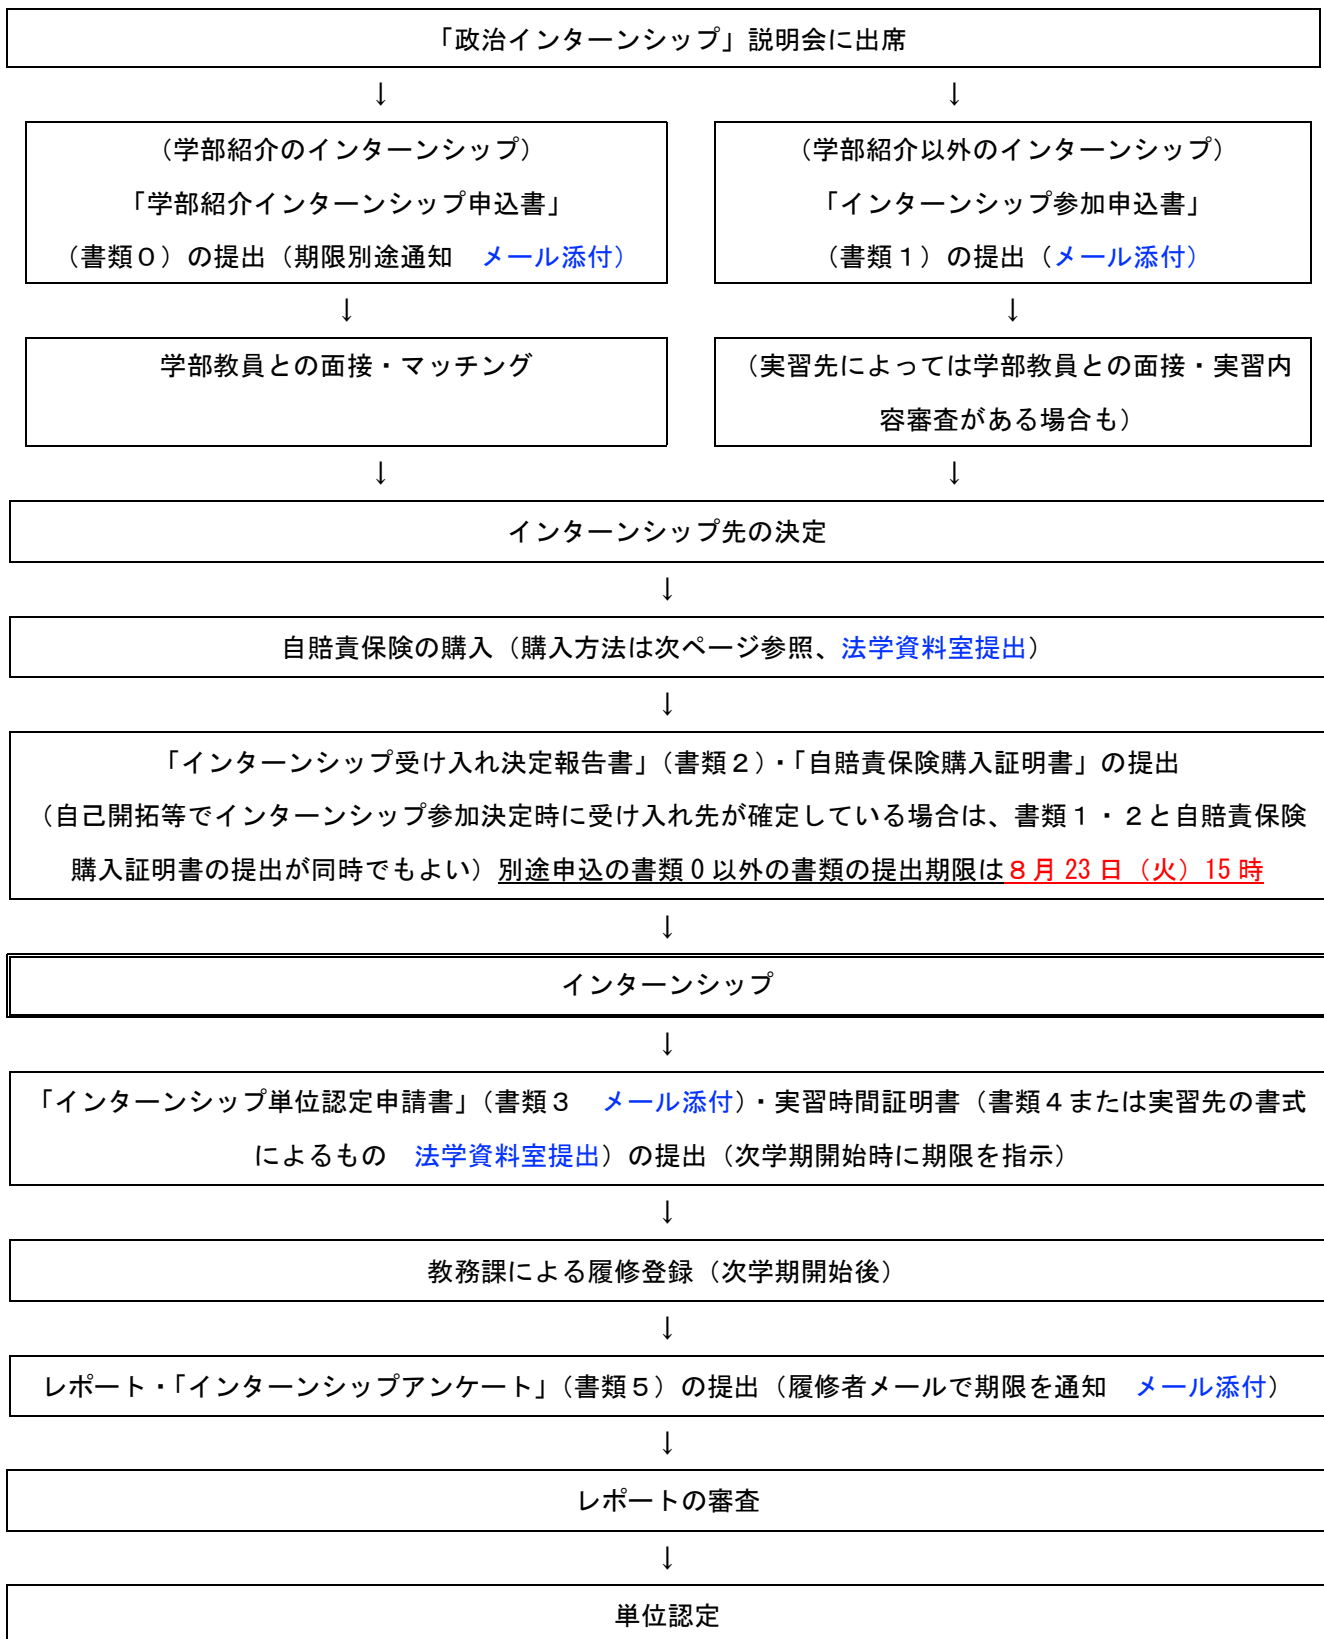 「政治インターンシップ」説明会に出席
↓
↓
（学部紹介のインターンシップ）
「学部紹介インターンシップ申込書」
（書類０）の提出（期限別途通知　メール添付）
（学部紹介以外のインターンシップ）
「インターンシップ参加申込書」
（書類１）の提出（メール添付）
↓
↓
学部教員との面接・マッチング
（実習先によっては学部教員との面接・実習内
容審査がある場合も）
↓
↓
インターンシップ先の決定
↓
自賠責保険の購入（購入方法は次ページ参照、法学資料室提出）
↓
「インターンシップ受け入れ決定報告書」（書類２）・「自賠責保険購入証明書」の提出
（自己開拓等でインターンシップ参加決定時に受け入れ先が確定している場合は、書類１・２と自賠責保険
購入証明書の提出が同時でもよい）別途申込の書類０以外の書類の提出期限は８月 23 日（火）15 時
↓
インターンシップ
↓
「インターンシップ単位認定申請書」（書類３　メール添付）・実習時間証明書（書類４または実習先の書式
によるもの　法学資料室提出）の提出（次学期開始時に期限を指示）
↓
教務課による履修登録（次学期開始後）
↓
レポート・「インターンシップアンケート」（書類５）の提出（履修者メールで期限を通知　メール添付）
↓
レポートの審査
↓
単位認定